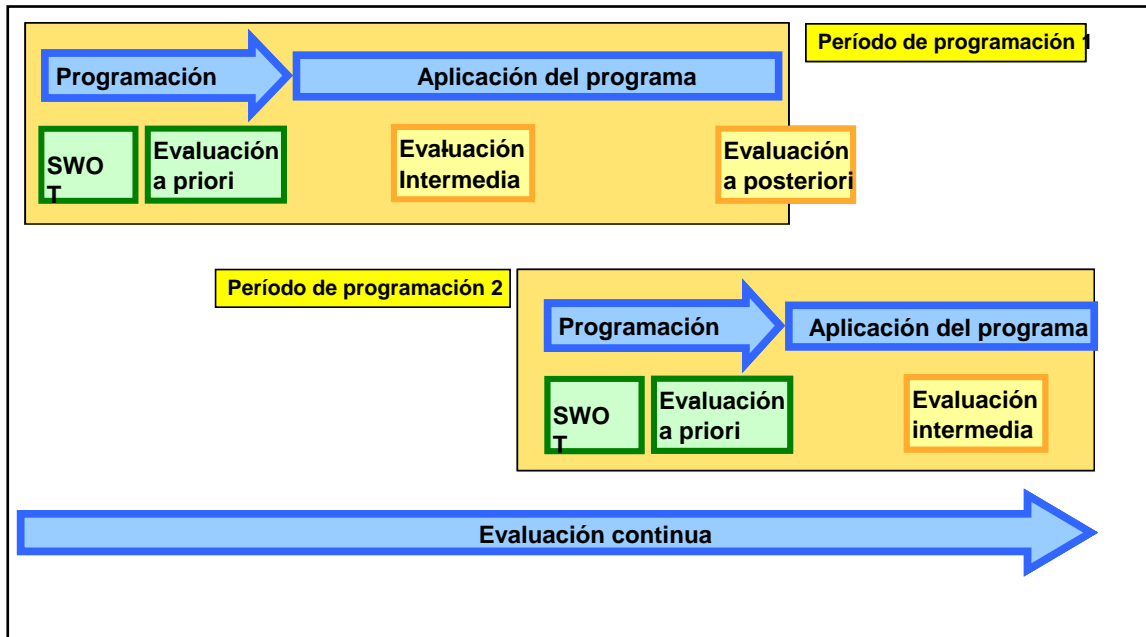 Período de programación 1
Programación
Aplicación del programa
SWO
T
Evaluación
a priori
Evaluación
Intermedia
Evaluación
a posteriori
Período de programación 2
Programación
Aplicación del programa
SWO
T
Evaluación
a priori
Evaluación
intermedia
Evaluación continua